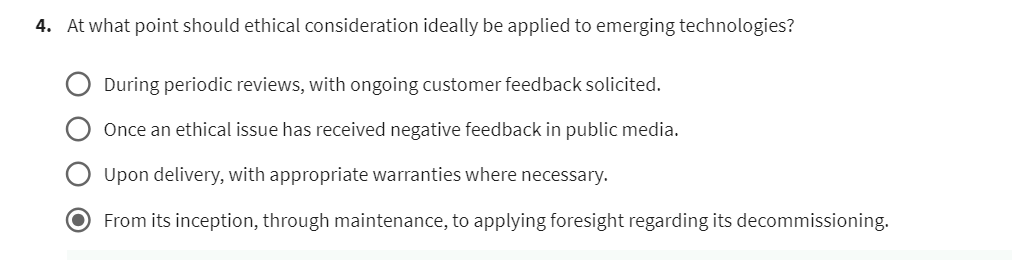 4. At what point should ethical consideration ideally be applied to emerging technologies?
During periodic reviews, with ongoing customer feedback solicited.
Once an ethical issue has received negative feedback in public media.
Upon delivery, with appropriate warranties where necessary.
From its inception, through maintenance, to applying foresight regarding its decommissioning.